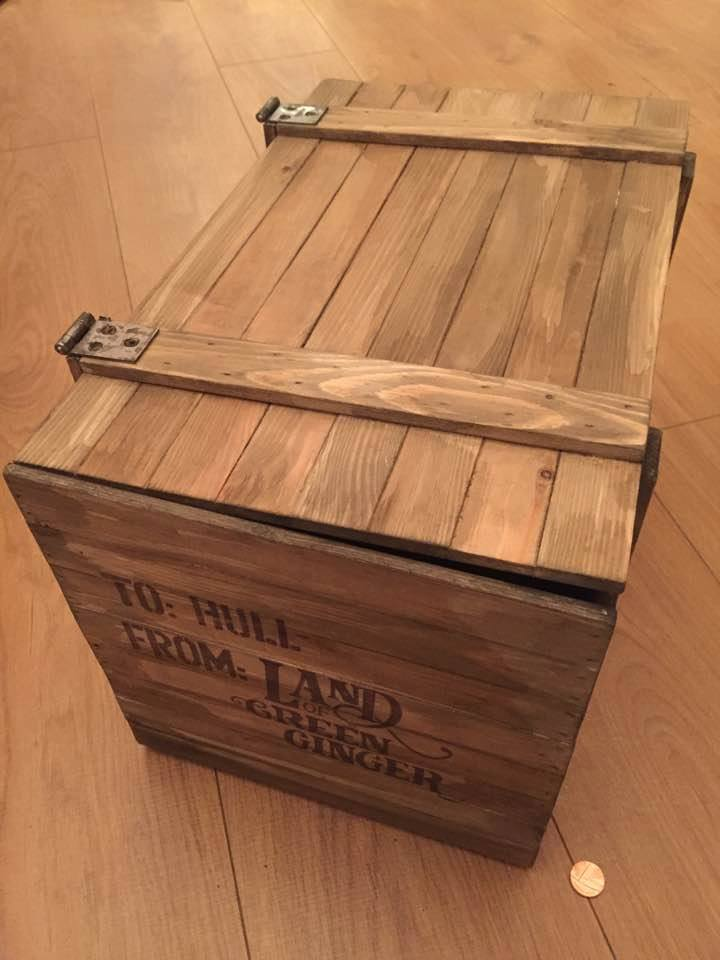 TO: HULL
FROM: LAND
OF
GREEN
GINGER